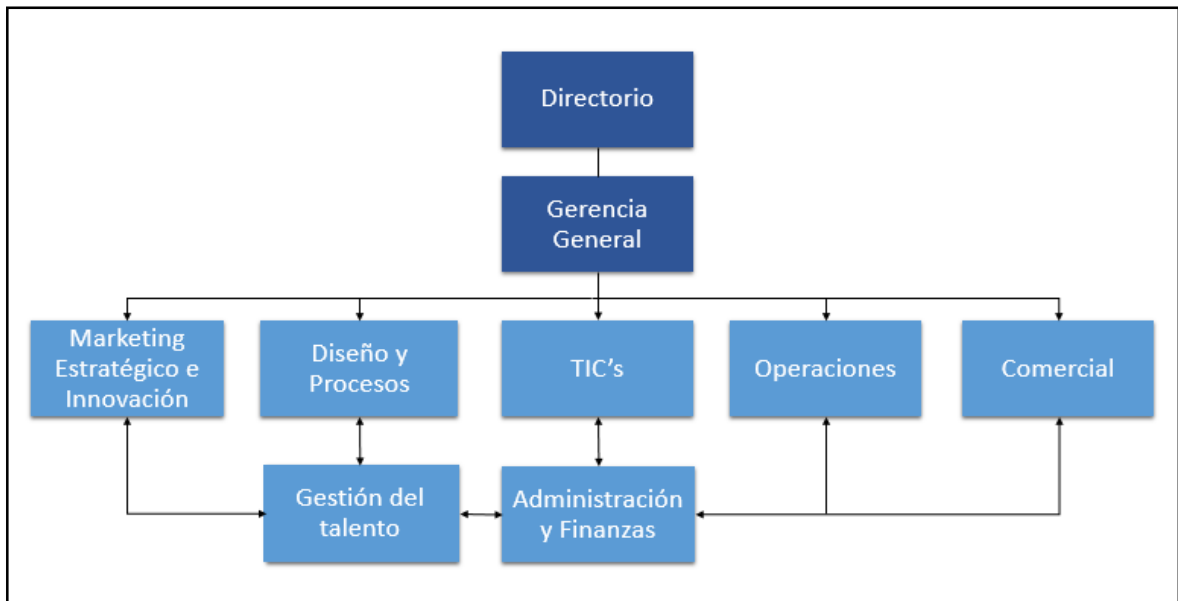 Directorio
Gerencia
General
Marketing
Estratégico e
Innovación
Diseño y
Procesos
TIC's
Operaciones
Comercial
Gestión del
talento
Administración
y Finanzas